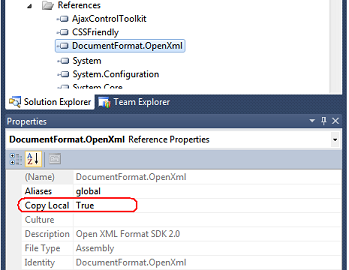 References
AjaxControlToolkit
CSSFriendly
DocumentFormat.OpenXml
System
System.Configuration
System.Core
Solution Explorer Team Explorer
Properties
DocumentFormat.OpenXml Reference Properties
(Name) DocumentFormat.OpenXml
Aliases global
Copy Local True
Culture
Description Open XML Format SDK 2.0
File Type Assembly
Identity DocumentFormat.OpenXml